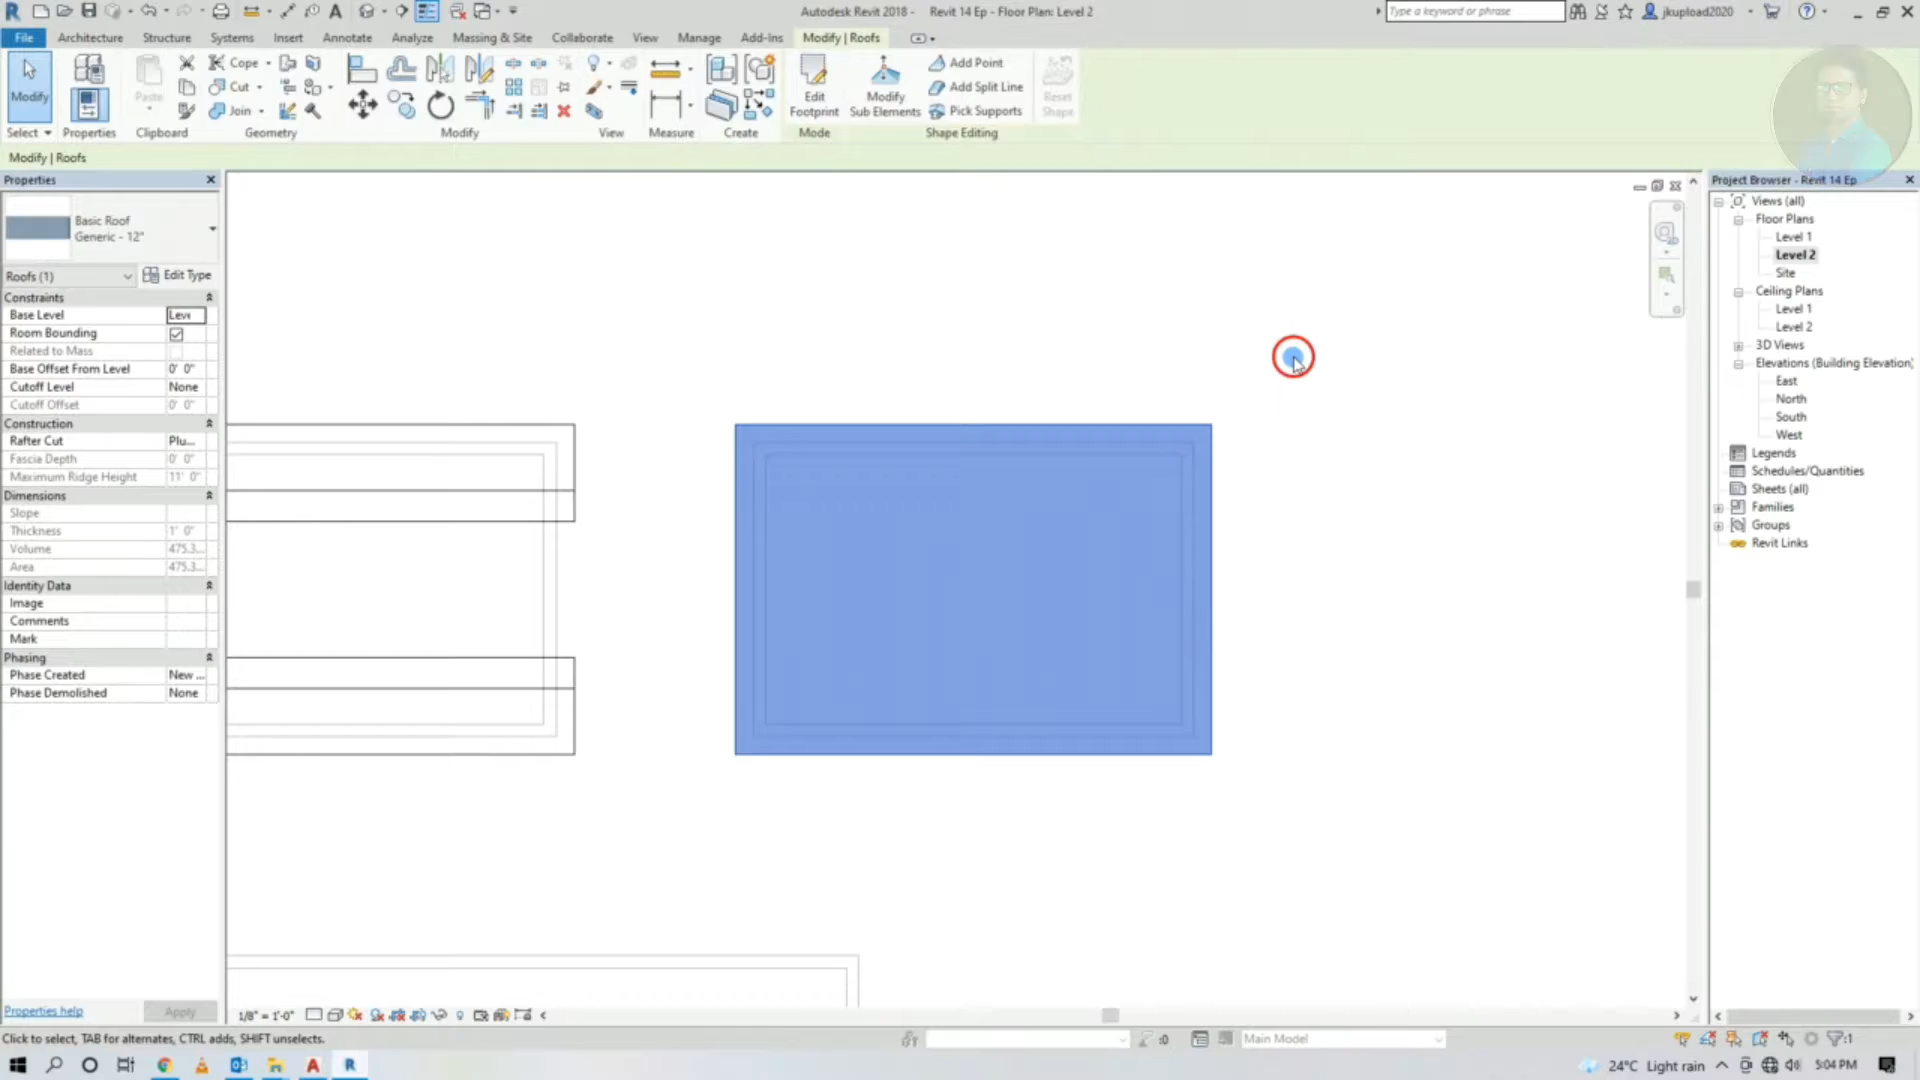 Autodesk Revit 2018 - Revit 14 Ep - Floor Plan: Level 2
Type a keyword or phrase
jkupload2020
File Architecture Structure Systems Insert Annotate Analyze Massing & Site Collaborate View Manage Add-Ins Modify | Roofs
Modify
Paste
Cope
Cut
Join
Edit Footprint
Modify Sub Elements
Add Point
Add Split Line
Pick Supports
Reset Shape
Select Properties Clipboard Geometry Modify View Measure Create Mode Shape Editing
Modify | Roofs
Properties
Basic Roof
Generic - 12"
Roofs (1) Edit Type
Constraints
Base Level Leve
Room Bounding
Related to Mass
Base Offset From Level 0' 0"
Cutoff Level None
Cutoff Offset 0' 0"
Construction
Rafter Cut Plu...
Fascia Depth 0' 0"
Maximum Ridge Height 11' 0"
Dimensions
Slope
Thickness 1' 0"
Volume 475.3...
Area 475.3...
Identity Data
Image
Comments
Mark
Phasing
Phase Created New ...
Phase Demolished None
Properties help Apply
Project Browser - Revit 14 Ep
Views (all)
Floor Plans
Level 1
Level 2
Site
Ceiling Plans
Level 1
Level 2
3D Views
Elevations (Building Elevation)
East
North
South
West
Legends
Schedules/Quantities
Sheets (all)
Families
Groups
Revit Links
1/8" = 1'-0"
Click to select, TAB for alternates, CTRL adds, SHIFT unselects.
:0
Main Model
:1
24°C Light rain
5:04 PM